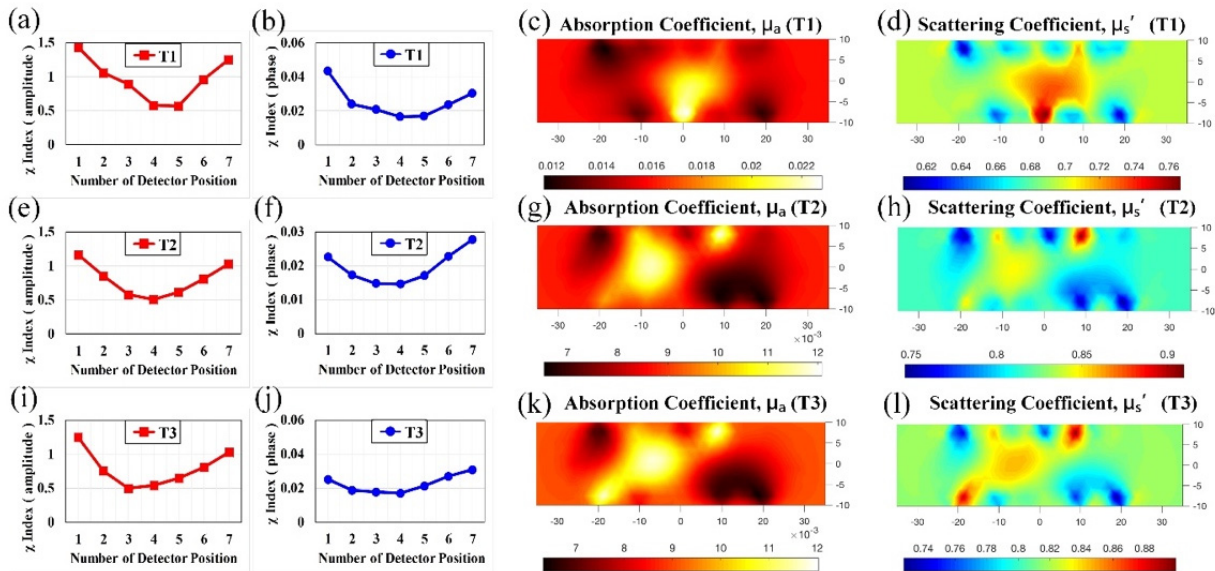 (a)
χ Index ( amplitude )
1.5
1
0.5
0
T1
1 2 3 4 5 6 7
Number of Detector Position
(b)
χ Index ( phase )
0.06
0.04
0.02
0
T1
1 2 3 4 5 6 7
Number of Detector Position
(c) Absorption Coefficient, μa (T1)
10
5
0
-5
-10
-30 -20 -10 0 10 20 30
0.012 0.014 0.016 0.018 0.02 0.022
(d) Scattering Coefficient, μs′ (T1)
10
5
0
-5
-10
-30 -20 -10 0 10 20 30
0.62 0.64 0.66 0.68 0.7 0.72 0.74 0.76
(e)
χ Index ( amplitude )
1.5
1
0.5
0
T2
1 2 3 4 5 6 7
Number of Detector Position
(f)
χ Index ( phase )
0.03
0.02
0.01
0
T2
1 2 3 4 5 6 7
Number of Detector Position
(g) Absorption Coefficient, μa (T2)
10
5
0
-5
-10
-30 -20 -10 0 10 20 30
×10⁻³
7 8 9 10 11 12
(h) Scattering Coefficient, μs′ (T2)
10
5
0
-5
-10
-30 -20 -10 0 10 20 30
0.75 0.8 0.85 0.9
(i)
χ Index ( amplitude )
1.5
1
0.5
0
T3
1 2 3 4 5 6 7
Number of Detector Position
(j)
χ Index ( phase )
0.06
0.04
0.02
0
T3
1 2 3 4 5 6 7
Number of Detector Position
(k) Absorption Coefficient, μa (T3)
10
5
0
-5
-10
-30 -20 -10 0 10 20 30
×10⁻³
7 8 9 10 11 12
(l) Scattering Coefficient, μs′ (T3)
10
5
0
-5
-10
-30 -20 -10 0 10 20 30
0.74 0.76 0.78 0.8 0.82 0.84 0.86 0.88